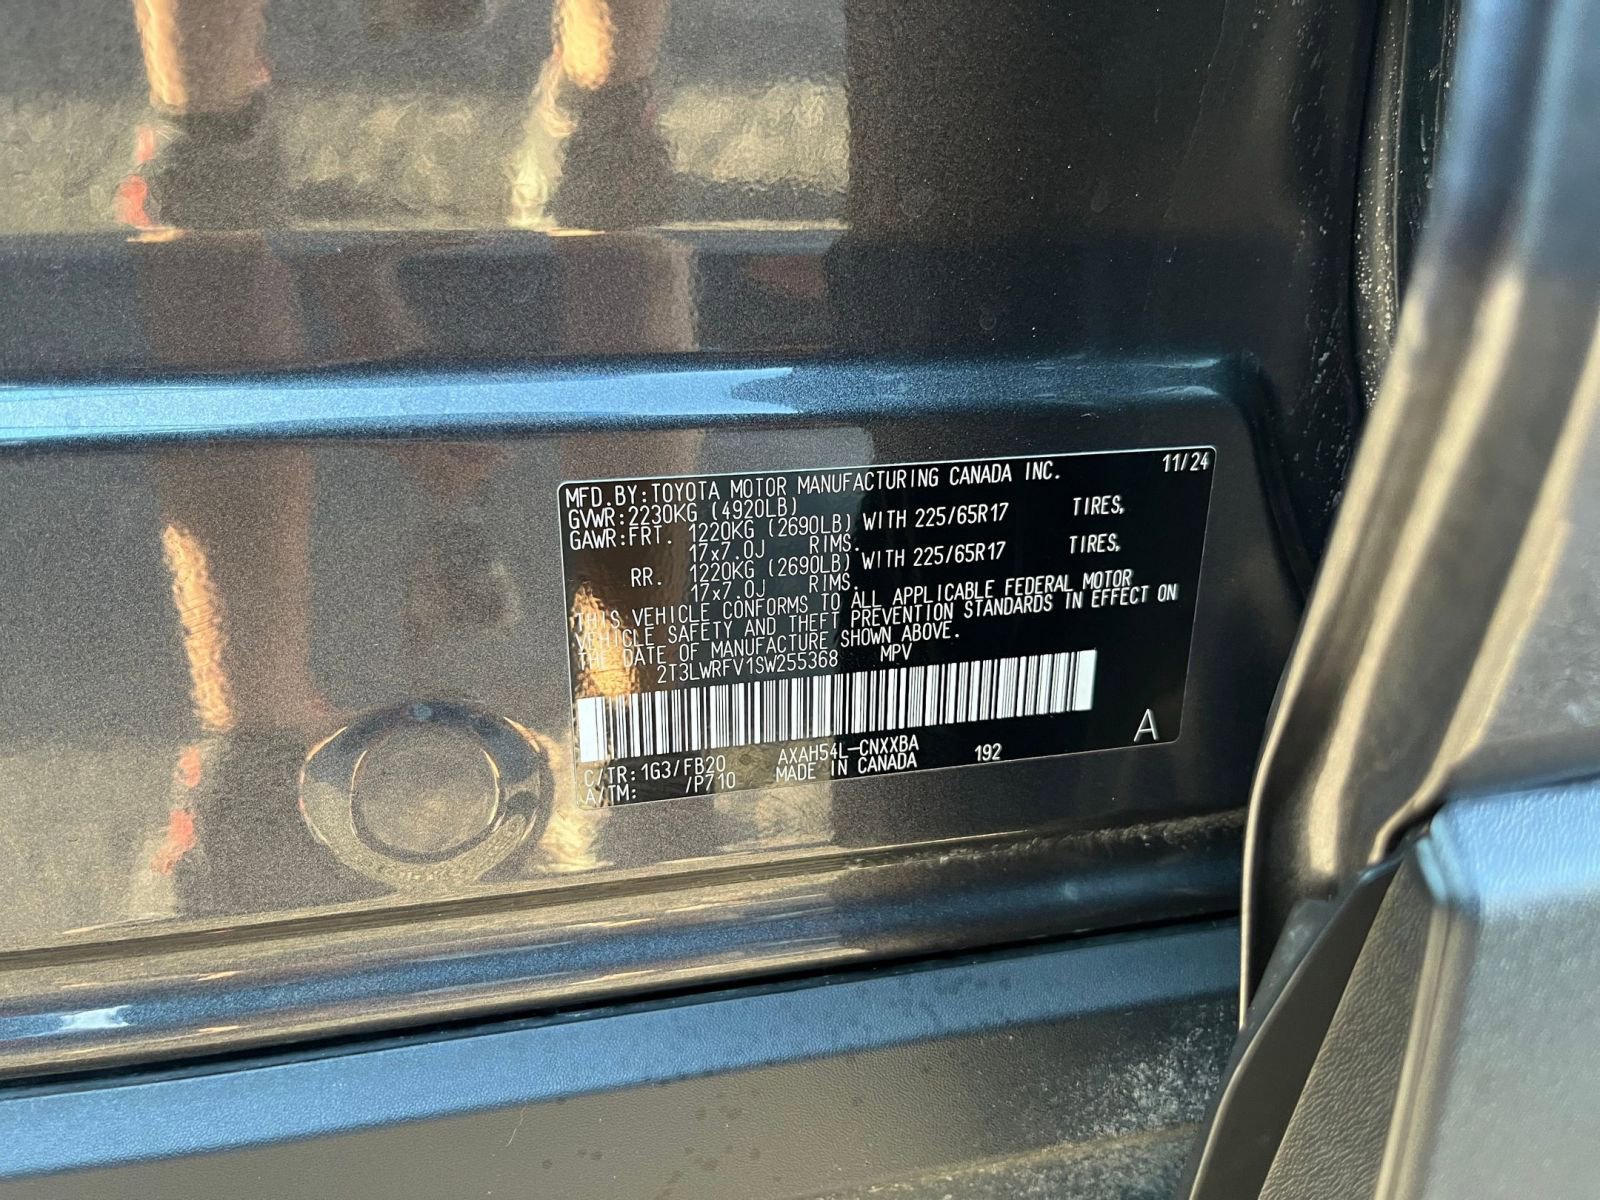 MFD.BY:TOYOTA MOTOR MANUFACTURING CANADA INC. 11/24
GVWR:2230KG (4920LB)
GAWR:FRT. 1220KG (2690LB) WITH 225/65R17 TIRES,
17x7.0J RIMS.
RR. 1220KG (2690LB) WITH 225/65R17 TIRES,
17x7.0J RIMS.
THIS VEHICLE CONFORMS TO ALL APPLICABLE FEDERAL MOTOR
VEHICLE SAFETY AND THEFT PREVENTION STANDARDS IN EFFECT ON
THE DATE OF MANUFACTURE SHOWN ABOVE.
2T3LWRFV1SW255368 MPV
A
C/TR:1G3/FB20 AXAH54L-CNXXBA 192
A/TM: /P710 MADE IN CANADA